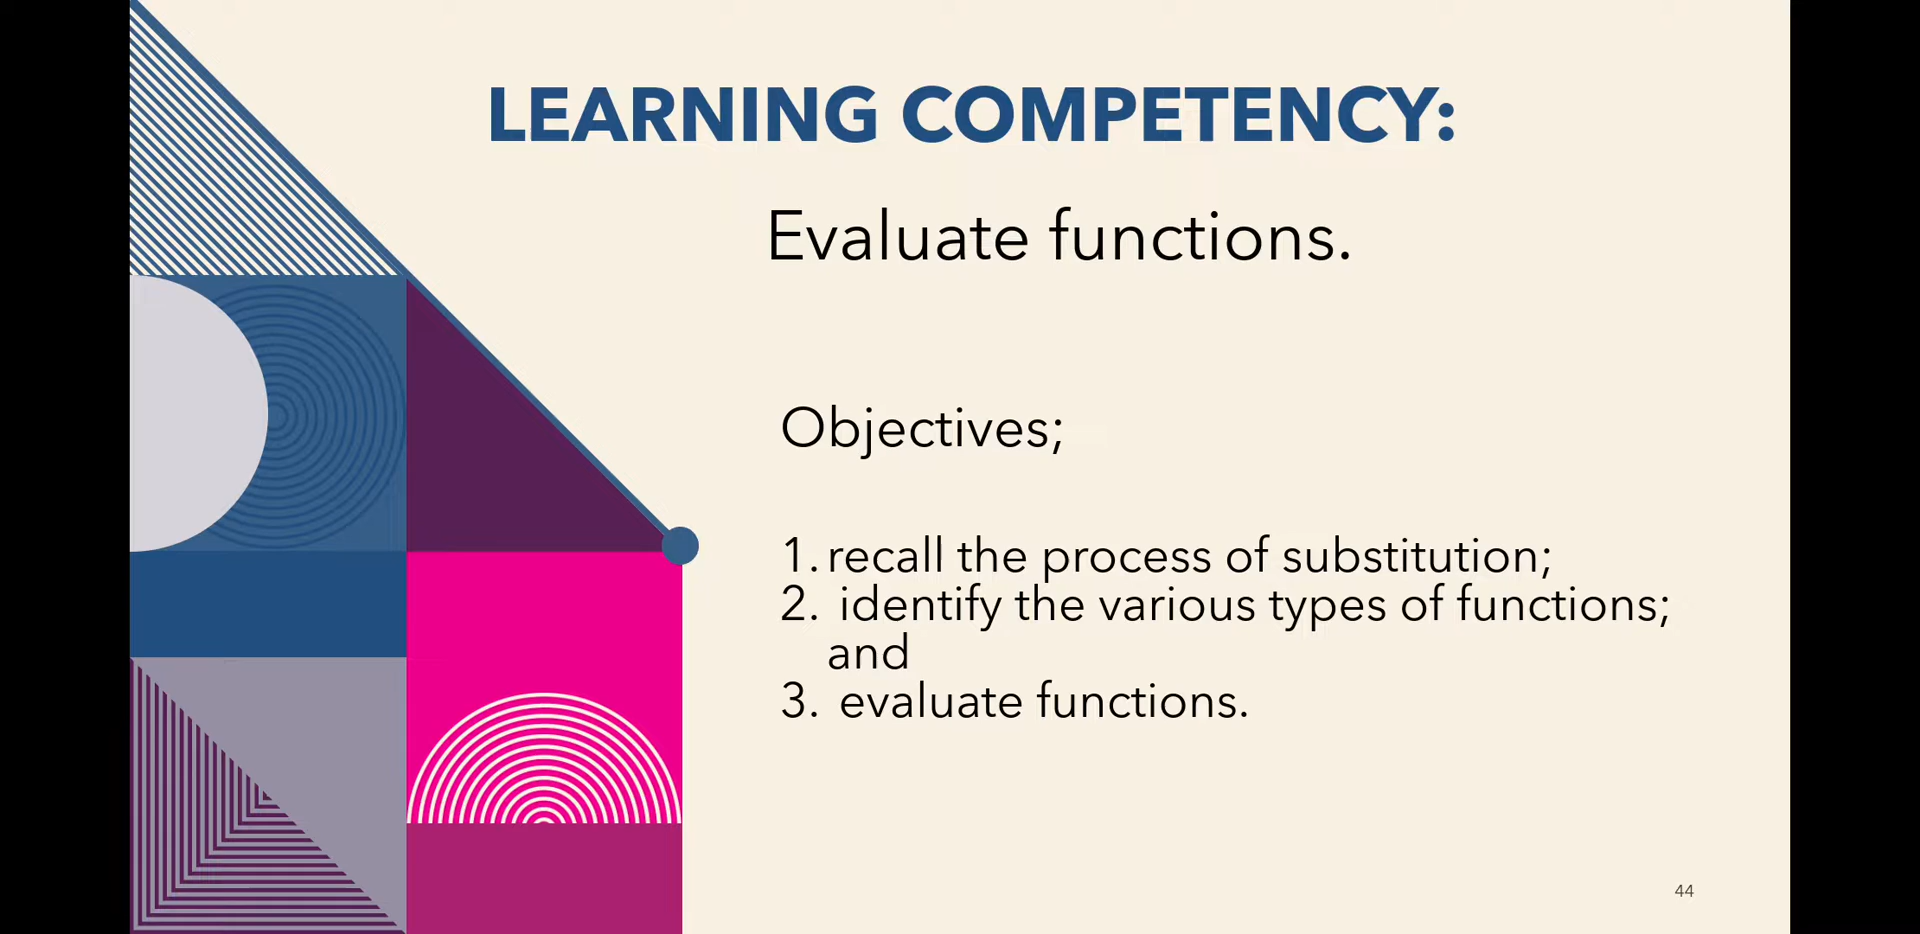 LEARNING COMPETENCY:
Evaluate functions.
Objectives;
1. recall the process of substitution;
2. identify the various types of functions;
and
3. evaluate functions.
44